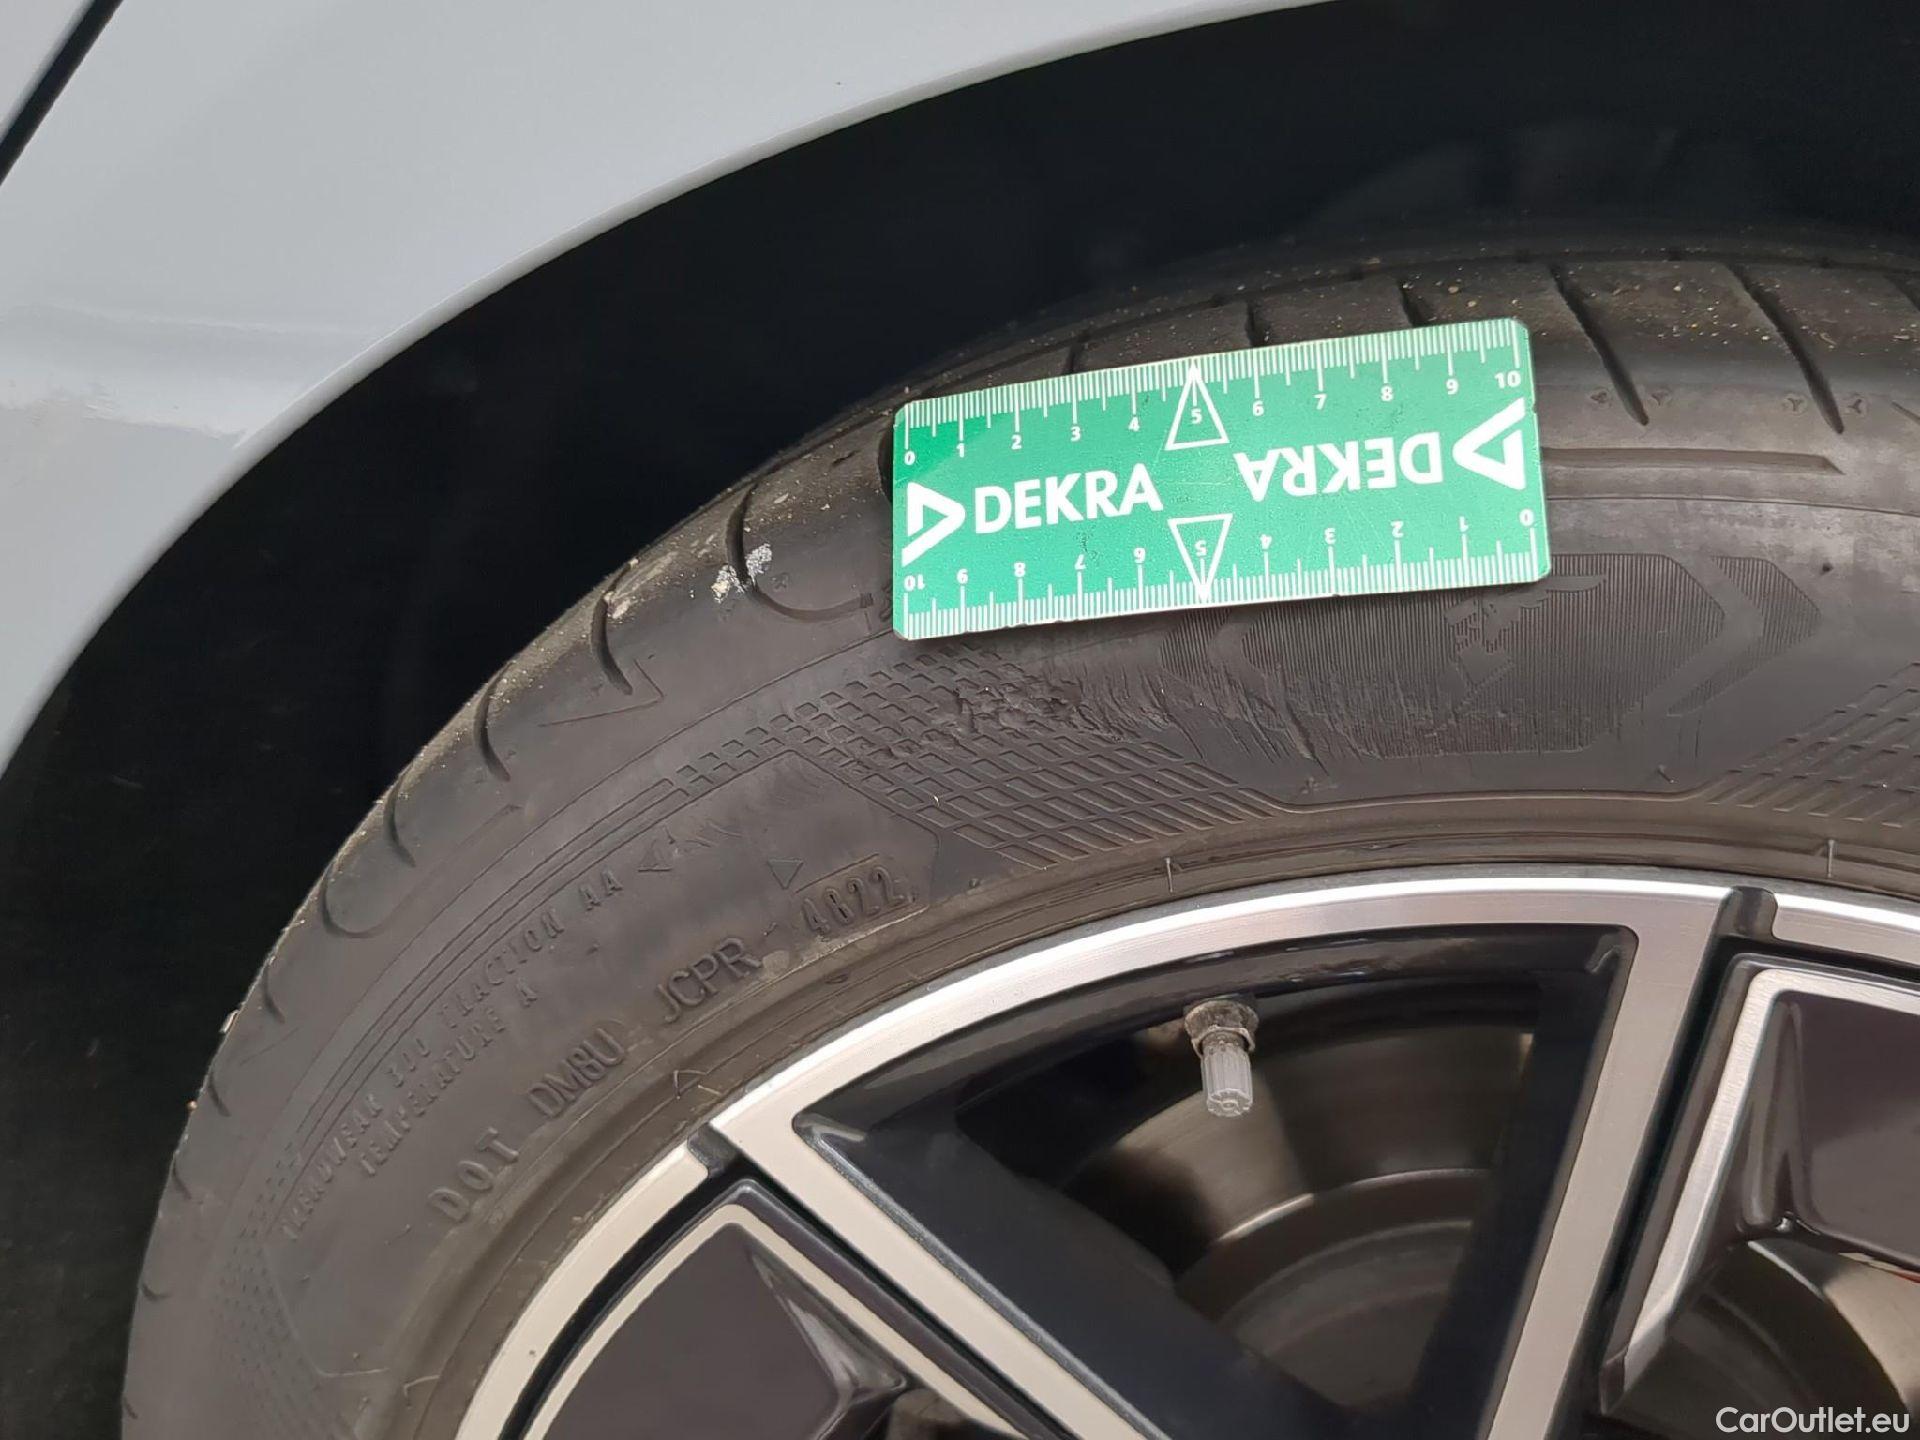 0 1 2 3 4 5 6 7 8 9 10
DEKRA
DEKRA
10 9 8 7 6 5 4 3 2 1 0
TREADWEAR 300 TRACTION AA A
TEMPERATURE A
DOT DM8U JCPR 4822
CarOutlet.eu